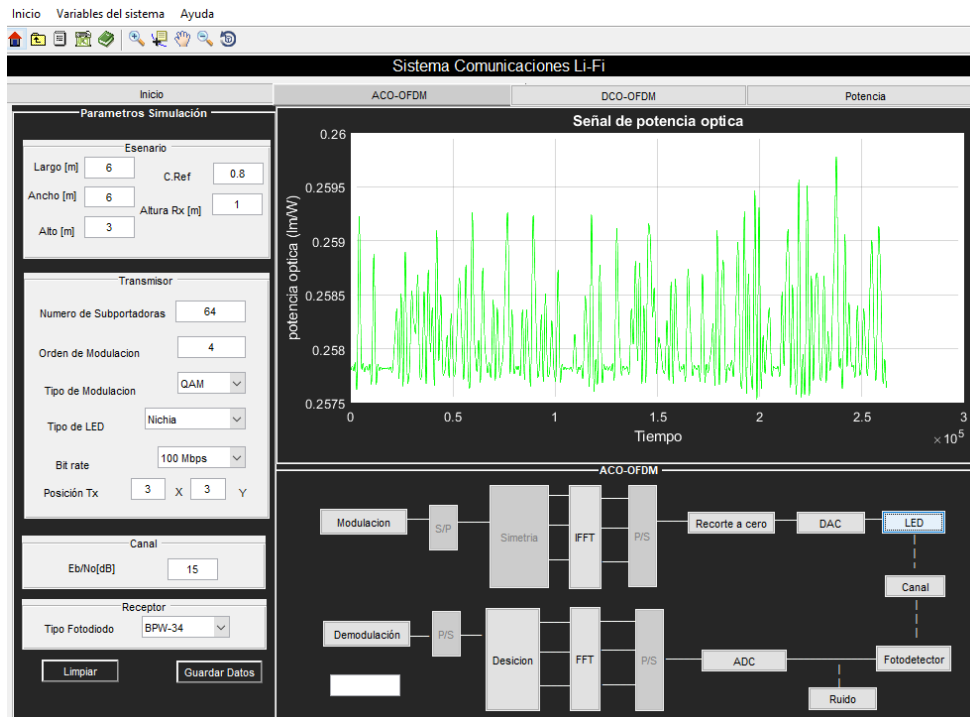 Inicio Variables del sistema Ayuda
Sistema Comunicaciones Li-Fi
Inicio ACO-OFDM DCO-OFDM Potencia
Parametros Simulación
Esenario
Largo [m] 6 C.Ref 0.8
Ancho [m] 6 Altura Rx [m] 1
Alto [m] 3
Transmisor
Numero de Subportadoras 64
Orden de Modulacion 4
Tipo de Modulacion QAM
Tipo de LED Nichia
Bit rate 100 Mbps
Posición Tx 3 X 3 Y
Canal
Eb/No[dB] 15
Receptor
Tipo Fotodiodo BPW-34
Limpiar Guardar Datos
Señal de potencia optica
potencia optica (lm/W)
0.26
0.2595
0.259
0.2585
0.258
0.2575
0 0.5 1 1.5 2 2.5 3
Tiempo
×10⁵
ACO-OFDM
Modulacion S/P Simetria IFFT P/S Recorte a cero DAC LED
Canal
Demodulación P/S Desicion FFT P/S ADC Fotodetector
Ruido